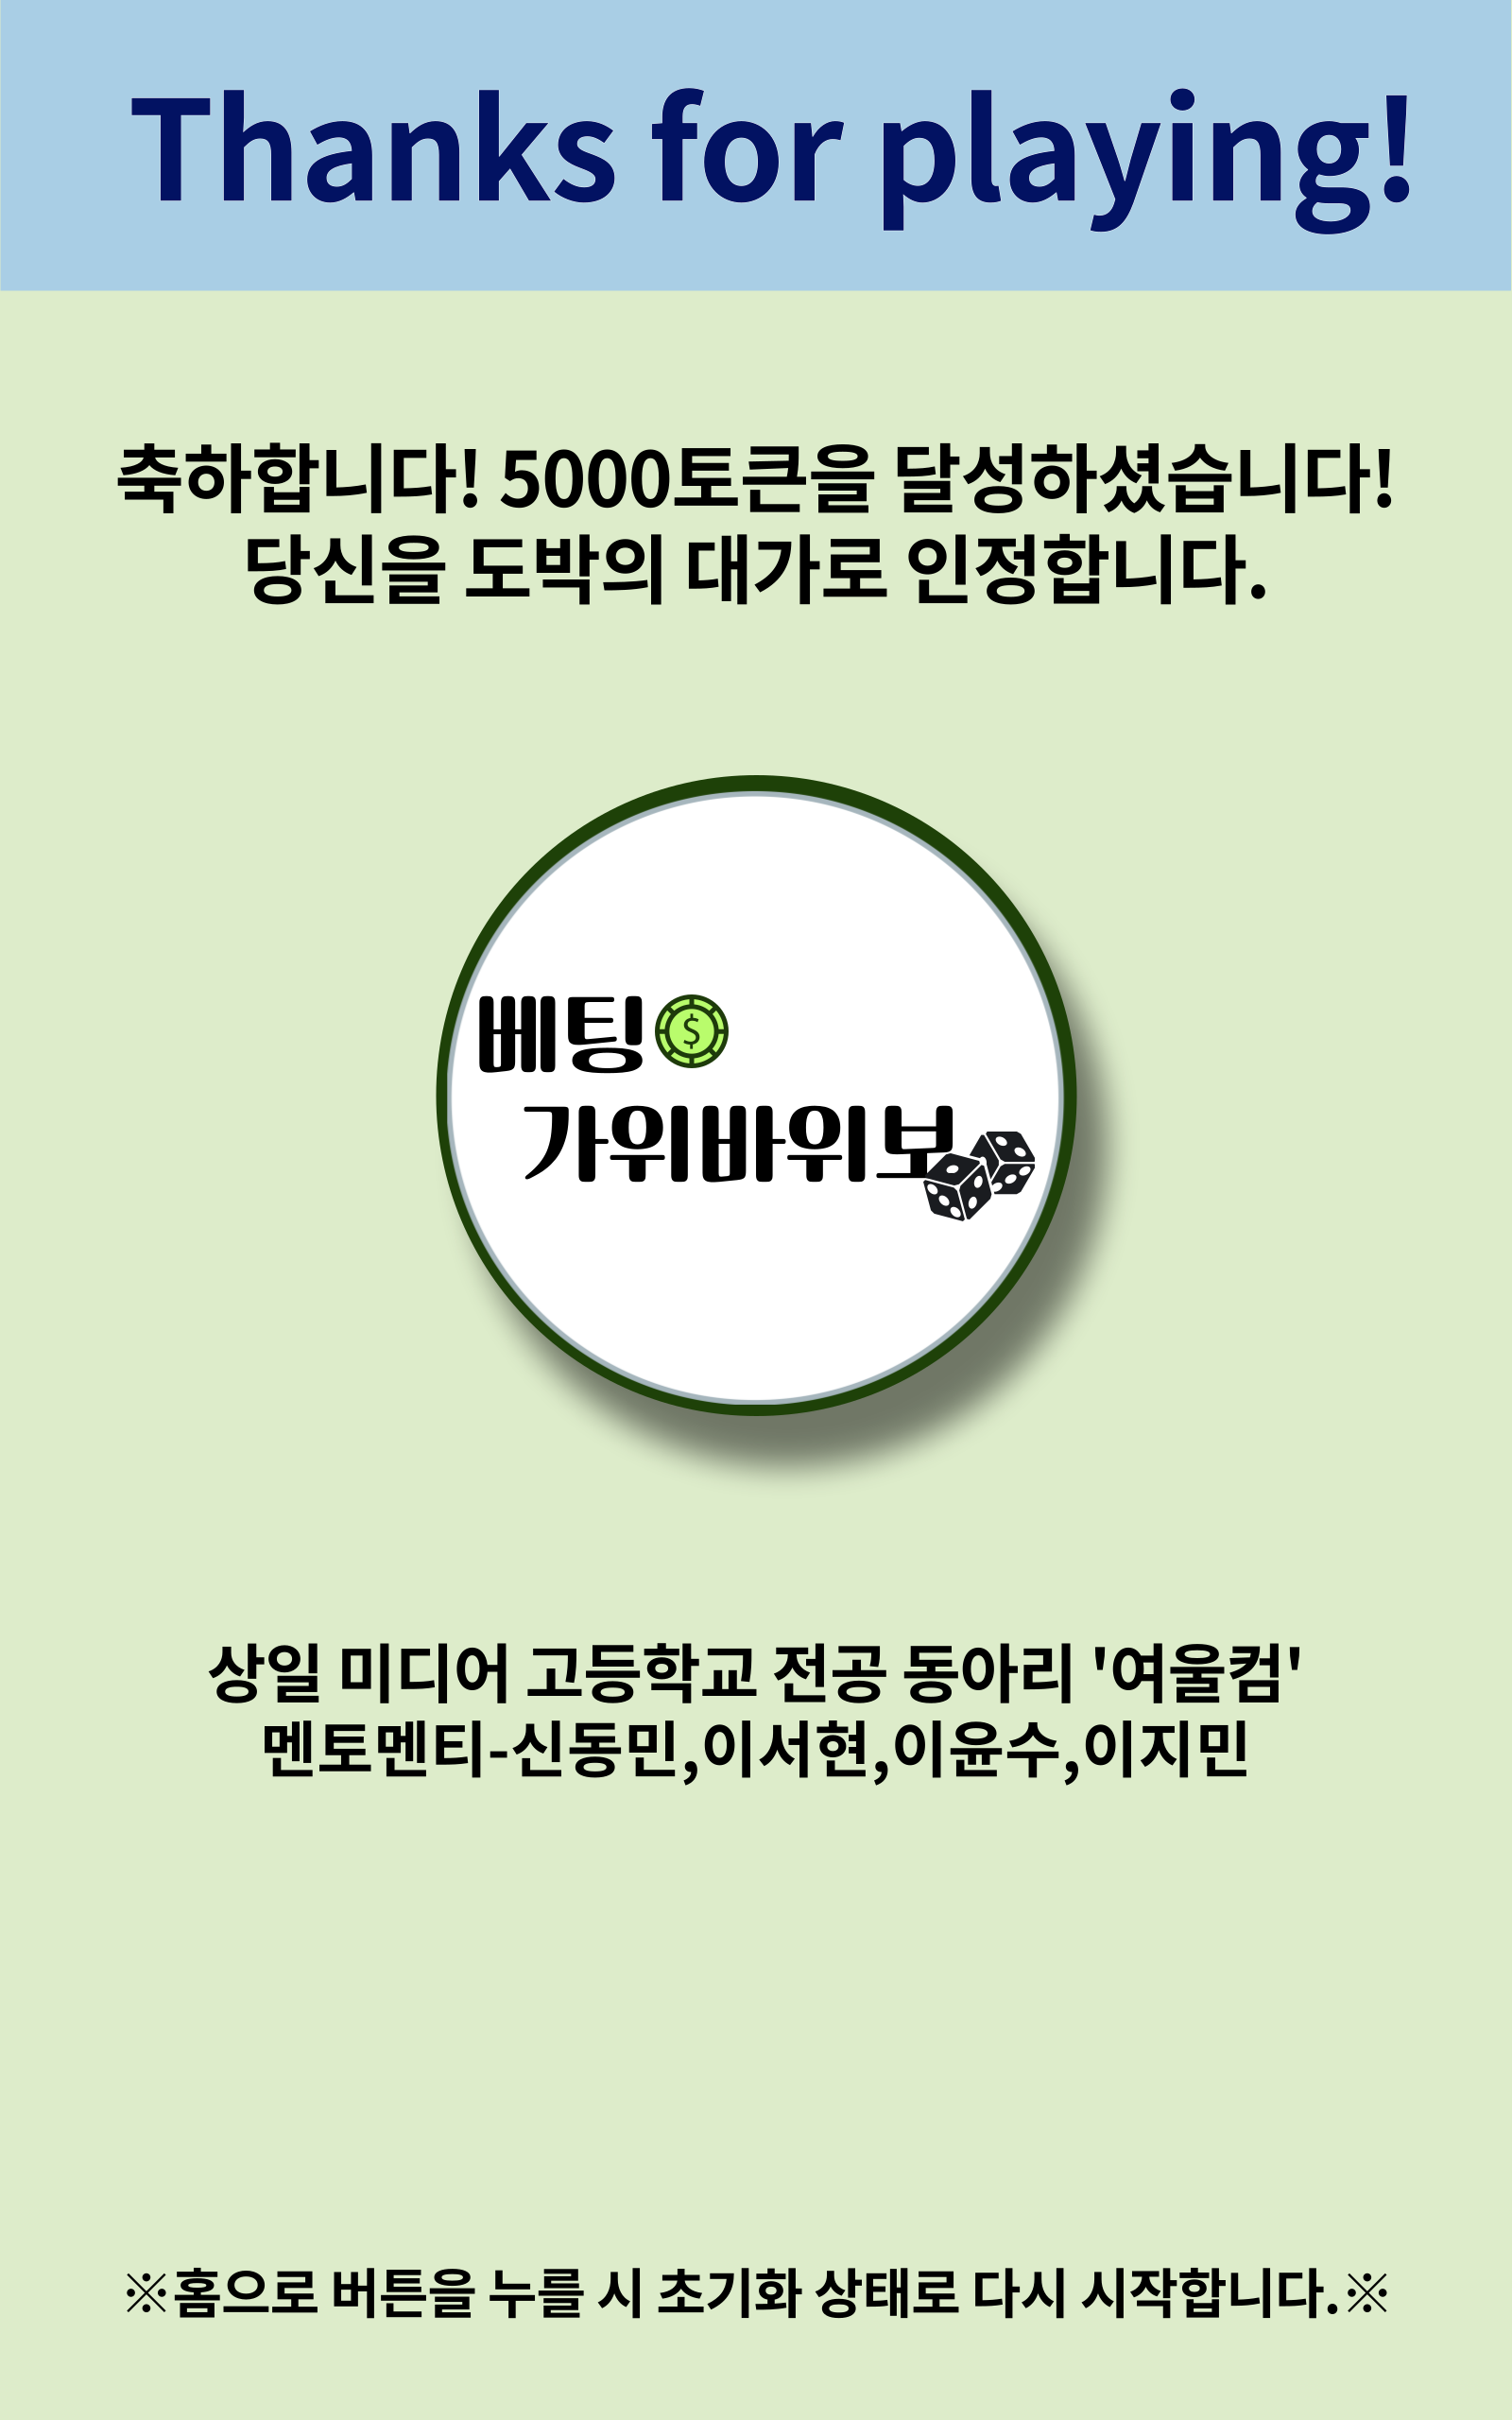 Thanks for playing!
축하합니다! 5000토큰을 달성하셨습니다!
당신을 도박의 대가로 인정합니다.
베팅
$
가위바위보
상일 미디어 고등학교 전공 동아리 '여울컴'
멘토멘티-신동민,이서현,이윤수,이지민
※홈으로 버튼을 누를 시 초기화 상태로 다시 시작합니다.※